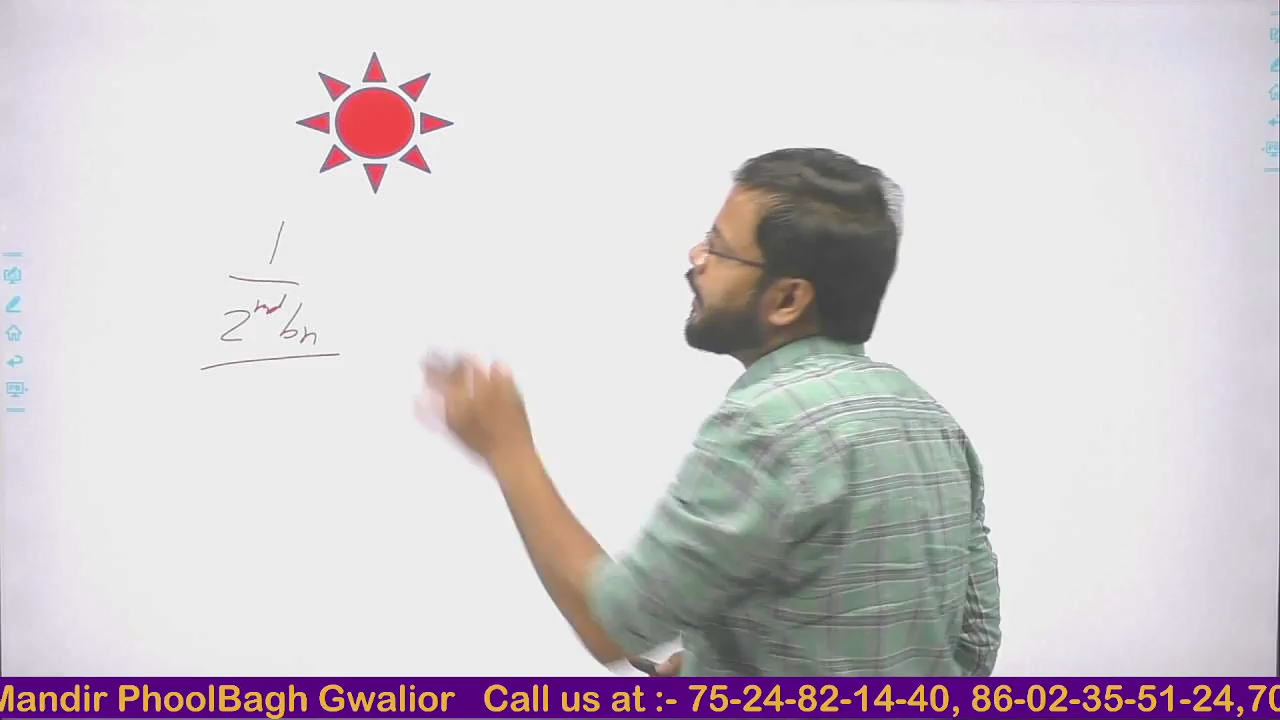 1
2nd bn
Mandir PhoolBagh Gwalior Call us at :- 75-24-82-14-40, 86-02-35-51-24,70